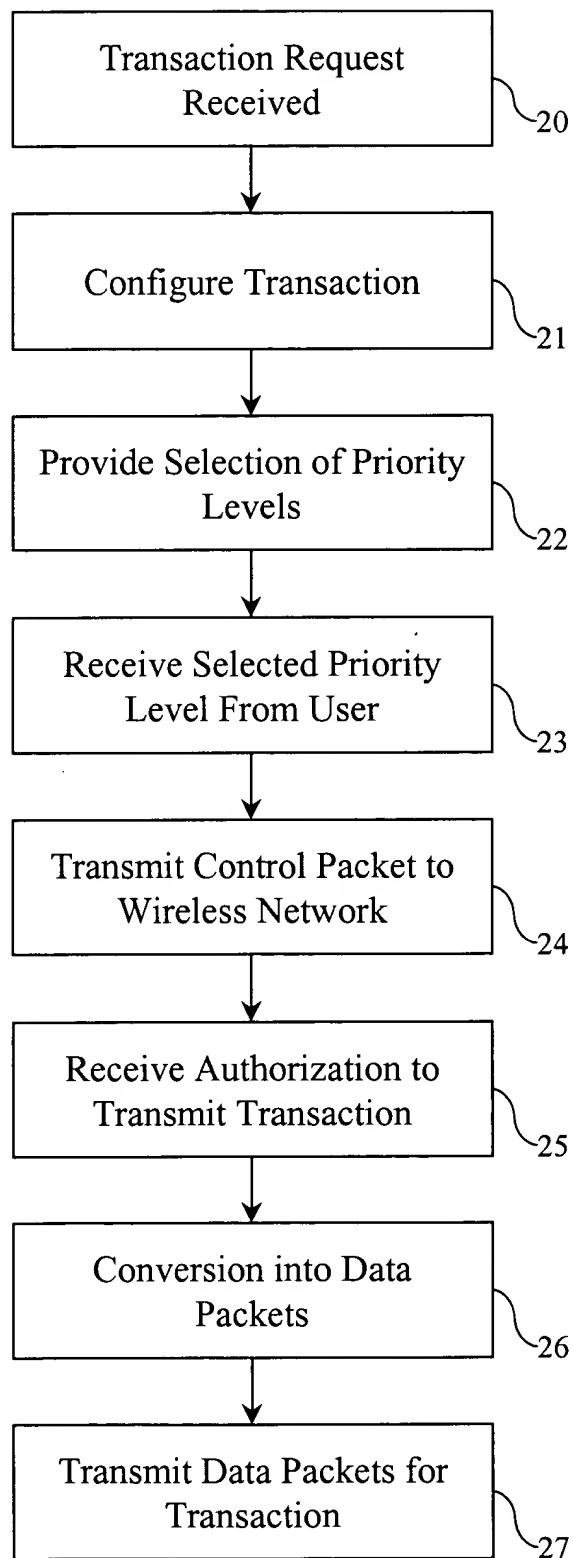 Transaction Request
Received
20
Configure Transaction
21
Provide Selection of Priority
Levels
22
Receive Selected Priority
Level From User
23
Transmit Control Packet to
Wireless Network
24
Receive Authorization to
Transmit Transaction
25
Conversion into Data
Packets
26
Transmit Data Packets for
Transaction
27